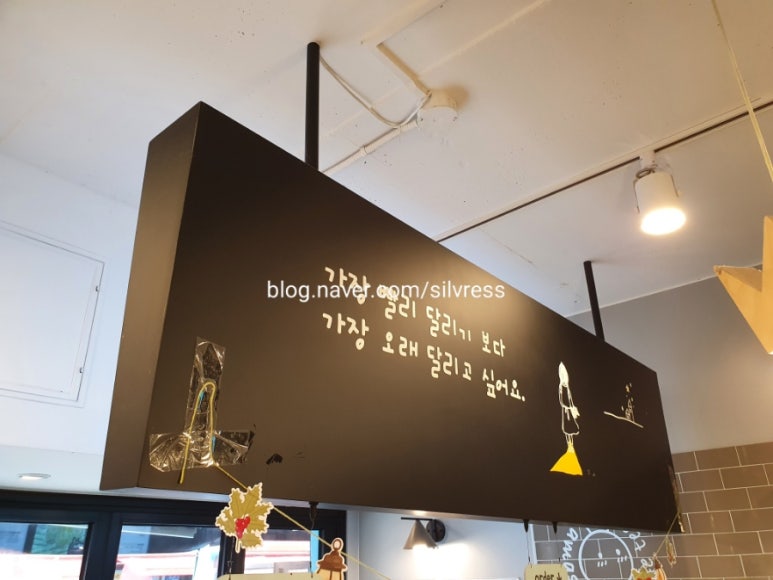 가장 빨리 달리기 보다
blog.naver.com/silvress
가장 오래 달리고 싶어요.
order